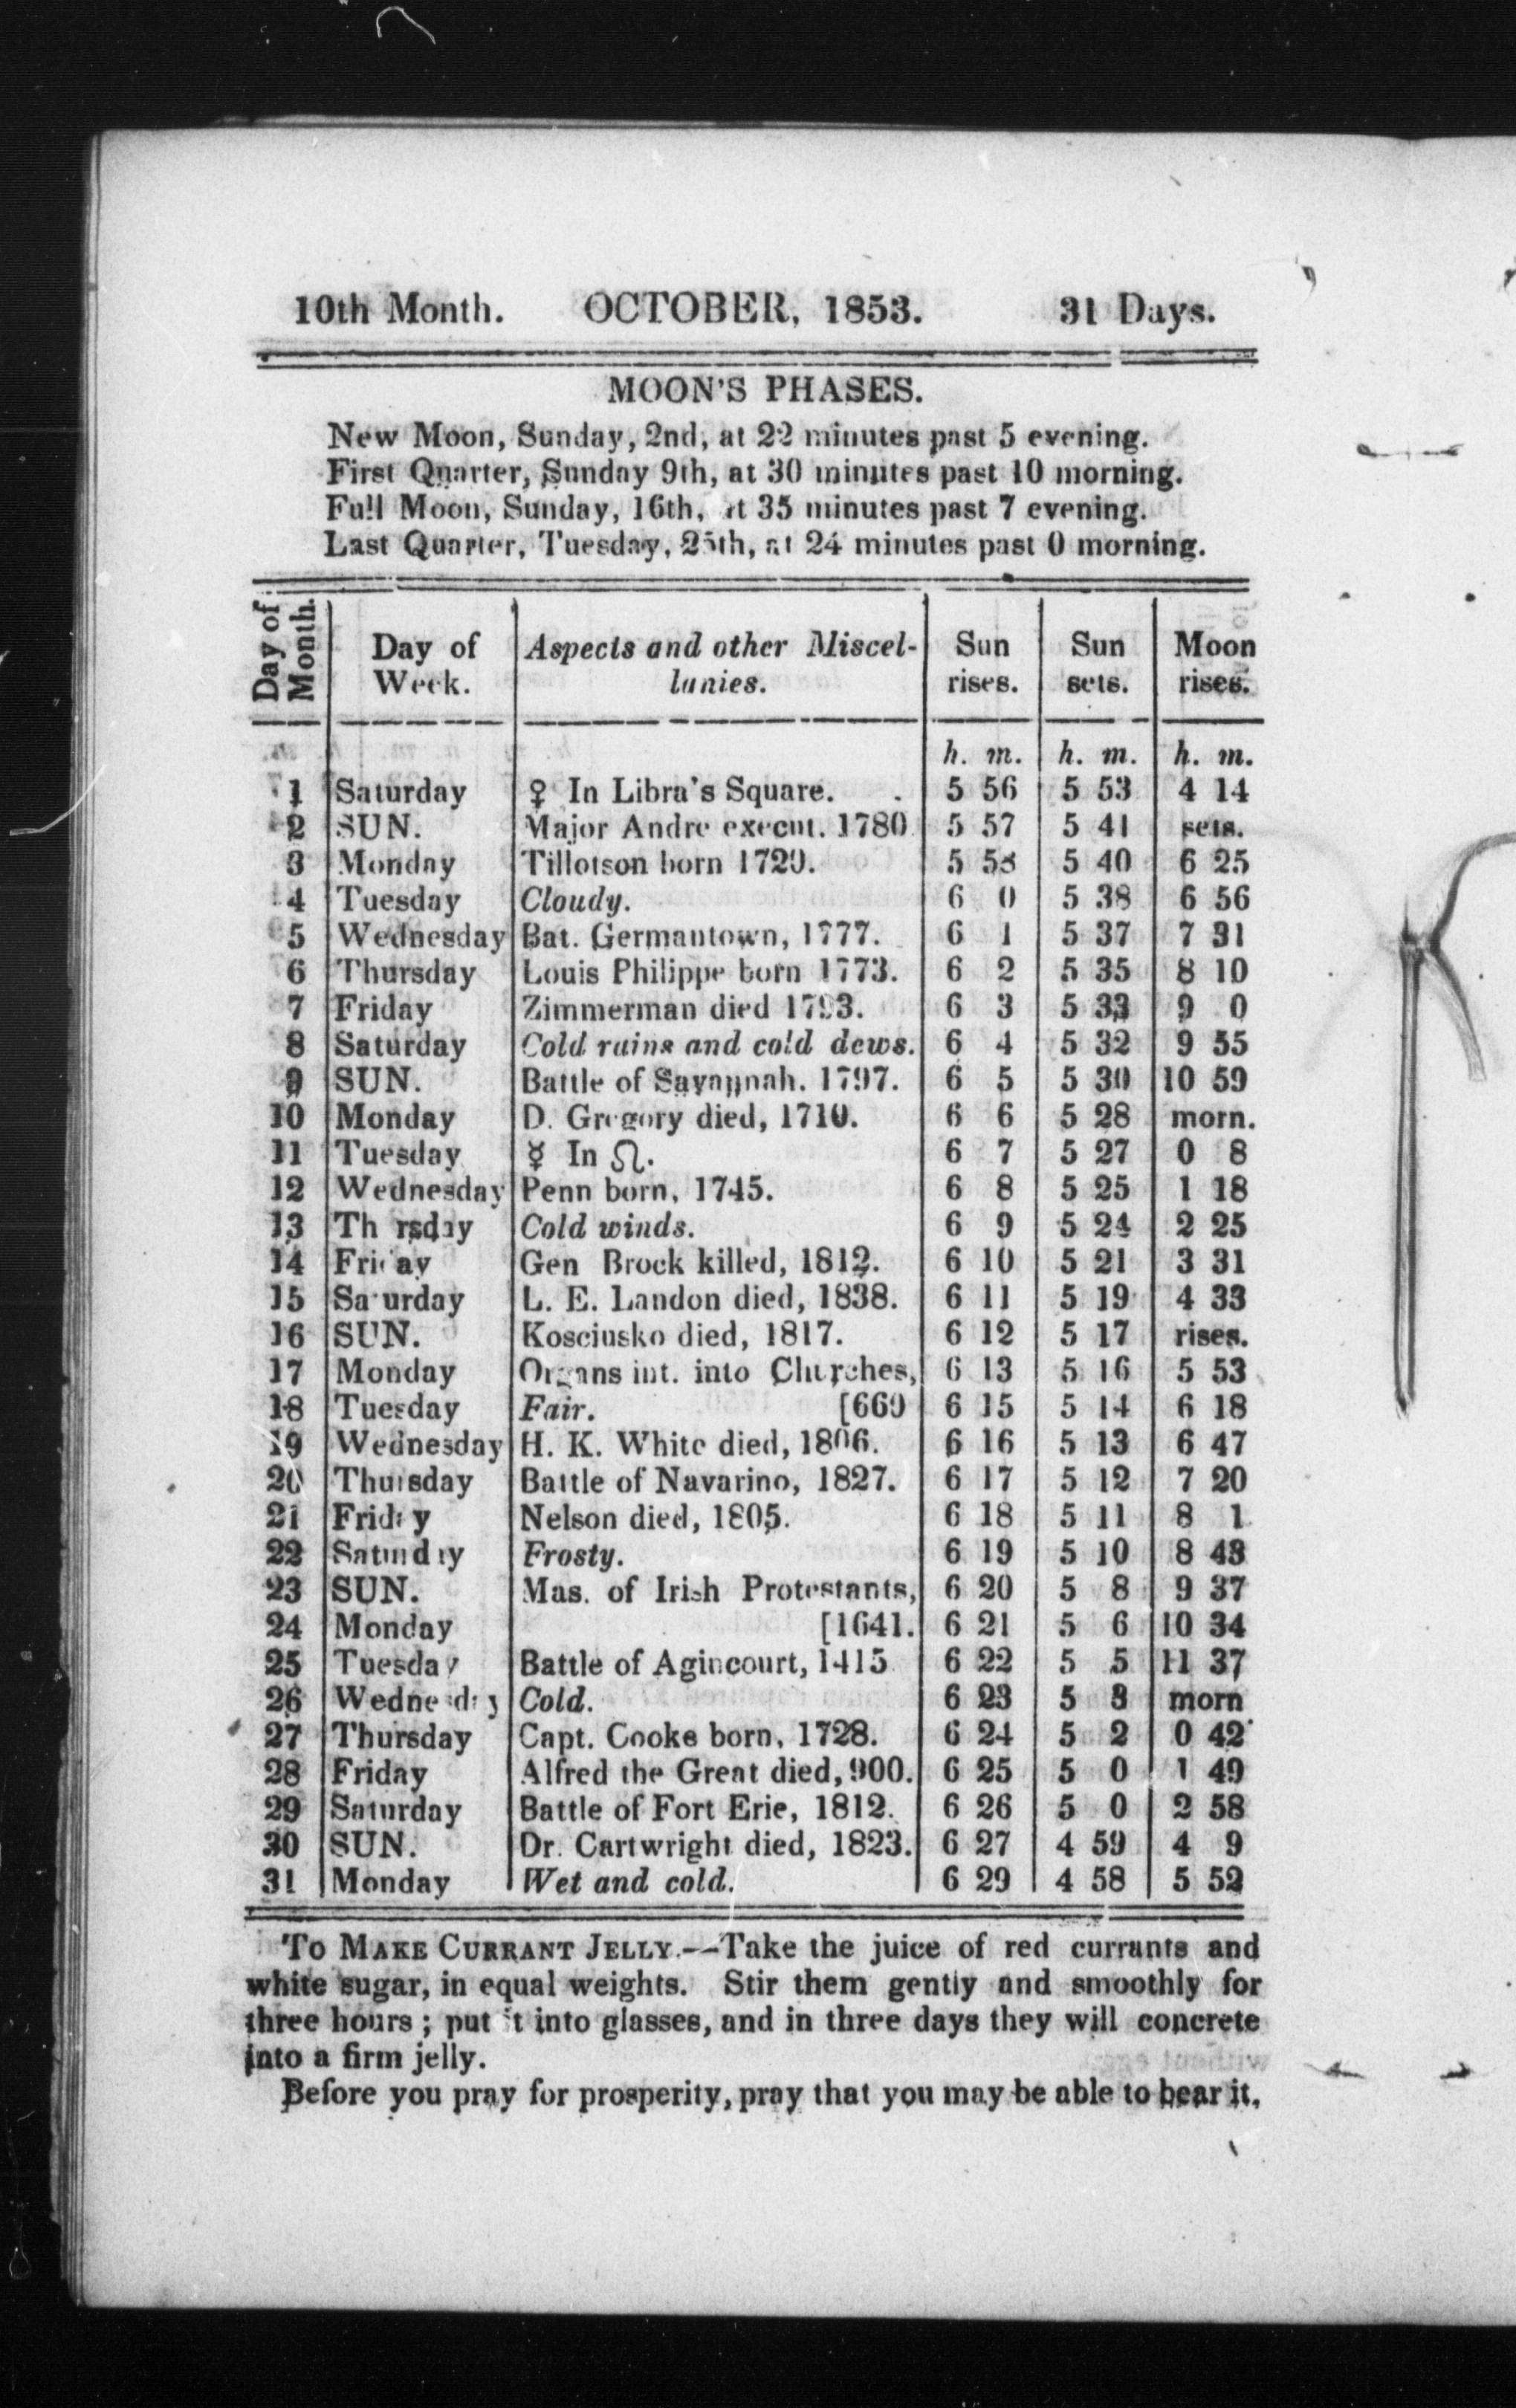 10th Month. OCTOBER, 1853. 31 Days.
MOON'S PHASES.
New Moon, Sunday, 2nd, at 22 minutes past 5 evening.
First Quarter, Sunday 9th, at 30 minutes past 10 morning.
Full Moon, Sunday, 16th, at 35 minutes past 7 evening.
Last Quarter, Tuesday, 25th, at 24 minutes past 0 morning.
Day of Month. Day of Week. Aspects and other Miscellanies. Sun rises. Sun sets. Moon rises.
h. m. h. m. h. m.
1 Saturday ♀ In Libra's Square. 5 56 5 53 4 14
2 SUN. Major Andre execut. 1780 5 57 5 41 sets.
3 Monday Tillotson born 1729. 5 58 5 40 6 25
4 Tuesday Cloudy. 6 0 5 38 6 56
5 Wednesday Bat. Germantown, 1777. 6 1 5 37 7 31
6 Thursday Louis Philippe born 1773. 6 2 5 35 8 10
7 Friday Zimmerman died 1793. 6 3 5 33 9 0
8 Saturday Cold rains and cold dews. 6 4 5 32 9 55
9 SUN. Battle of Savannah. 1797. 6 5 5 30 10 59
10 Monday D. Gregory died, 1710. 6 6 5 28 morn.
11 Tuesday ☿ In ♌. 6 7 5 27 0 8
12 Wednesday Penn born, 1745. 6 8 5 25 1 18
13 Th rsday Cold winds. 6 9 5 24 2 25
14 Friday Gen Brock killed, 1812. 6 10 5 21 3 31
15 Saturday L. E. Landon died, 1838. 6 11 5 19 4 33
16 SUN. Kosciusko died, 1817. 6 12 5 17 rises.
17 Monday Organs int. into Churches, 6 13 5 16 5 53
18 Tuesday Fair. [660 6 15 5 14 6 18
19 Wednesday H. K. White died, 1806. 6 16 5 13 6 47
20 Thursday Battle of Navarino, 1827. 6 17 5 12 7 20
21 Friday Nelson died, 1805. 6 18 5 11 8 1
22 Saturday Frosty. 6 19 5 10 8 43
23 SUN. Mas. of Irish Protestants, 6 20 5 8 9 37
24 Monday [1641. 6 21 5 6 10 34
25 Tuesday Battle of Agincourt, 1415 6 22 5 5 11 37
26 Wednesday Cold. 6 23 5 3 morn
27 Thursday Capt. Cooke born, 1728. 6 24 5 2 0 42
28 Friday Alfred the Great died, 900. 6 25 5 0 1 49
29 Saturday Battle of Fort Erie, 1812. 6 26 5 0 2 58
30 SUN. Dr. Cartwright died, 1823. 6 27 4 59 4 9
31 Monday Wet and cold. 6 29 4 58 5 52
TO MAKE CURRANT JELLY.--Take the juice of red currants and
white sugar, in equal weights. Stir them gently and smoothly for
three hours; put it into glasses, and in three days they will concrete
into a firm jelly.
Before you pray for prosperity, pray that you may be able to bear it.